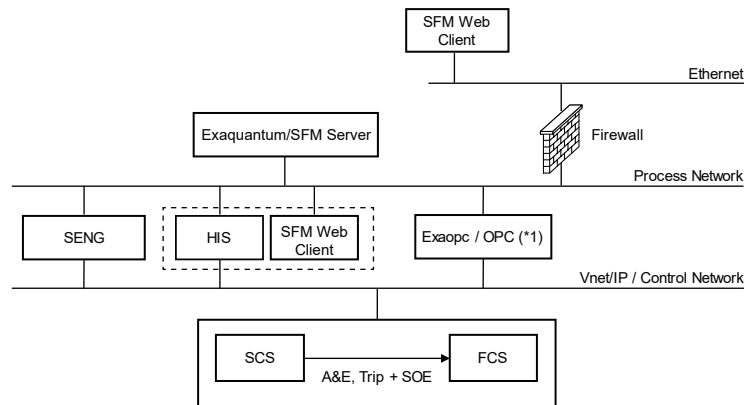 SFM Web
Client
Ethernet
Exaquantum/SFM Server
Firewall
Process Network
SENG
HIS
SFM Web
Client
Exaopc / OPC (*1)
Vnet/IP / Control Network
SCS
FCS
A&E, Trip + SOE